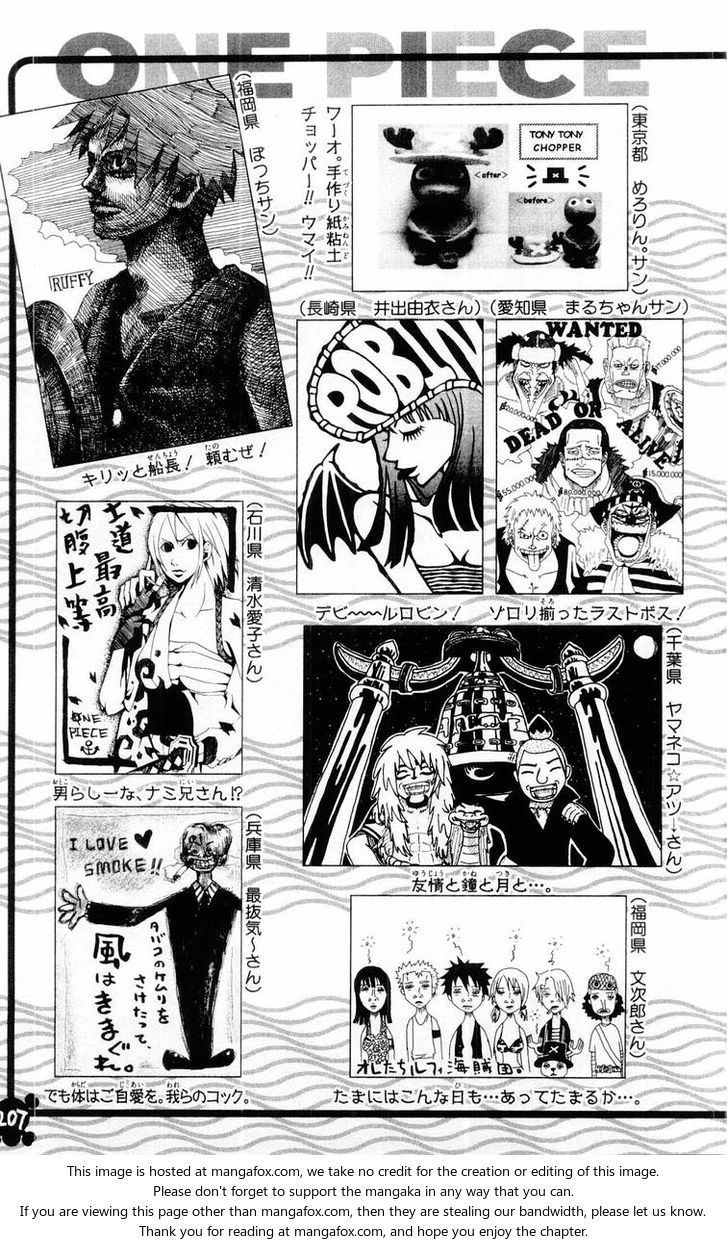 ONE PIECE
(東京都　めろりん。サン)
TONY TONY
CHOPPER
<after>
<before>
ワーオ。手作り紙粘土
チョッパー!! ウマイ!!
(福岡県　ぽっちサン)
RUFFY
キリッと船長! 頼むぜ!
(長崎県　井出由衣さん)
ROBIN
デビ〜〜〜ルロビン!
(愛知県　まるちゃんサン)
WANTED
DEAD OR ALIVE!
77,000,000
15,000,000
55,000,000
80,000,000
ソロリ揃ったラストボス!
(石川県　清水愛子さん)
士道最高
切腹上等
ONE
PIECE
男らしーな、ナミ兄さん!?
(千葉県　ヤマネコ☆アツ→さん)
友情と鐘と月と…。
(兵庫県　最抜気〜さん)
I LOVE ♥
SMOKE!!
タバコのケムリを
さけたって、
風は
きまぐれ。
でも体はご自愛を。我らのコック。
(福岡県　文次郎さん)
オレたちルフィ海賊団。
たまにはこんな日も…あってたまるか…。
207
This image is hosted at mangafox.com, we take no credit for the creation or editing of this image.
Please don't forget to support the mangaka in any way that you can.
If you are viewing this page other than mangafox.com, then they are stealing our bandwidth, please let us know.
Thank you for reading at mangafox.com, and hope you enjoy the chapter.